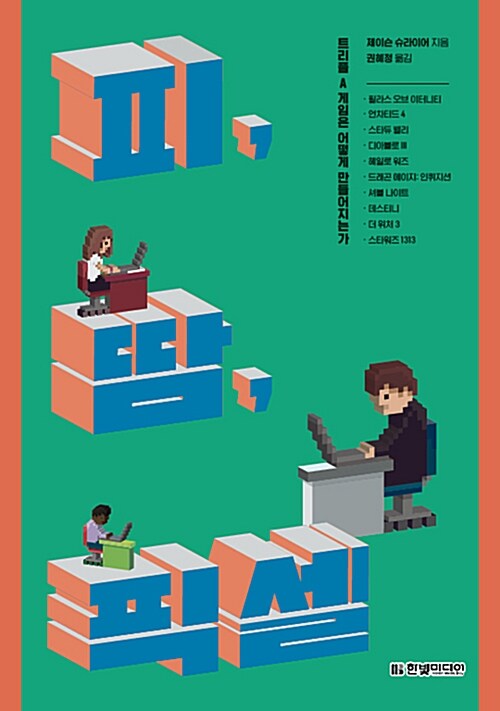 피,
땀,
픽셀
트리플 A 게임은 어떻게 만들어지는가
제이슨 슈라이어 지음
권혜정 옮김
· 필라스 오브 이터니티
· 언차티드 4
· 스타듀 밸리
· 디아블로 III
· 헤일로 워즈
· 드래곤 에이지: 인퀴지션
· 셔블 나이트
· 데스티니
· 더 위처 3
· 스타워즈 1313
한빛미디어